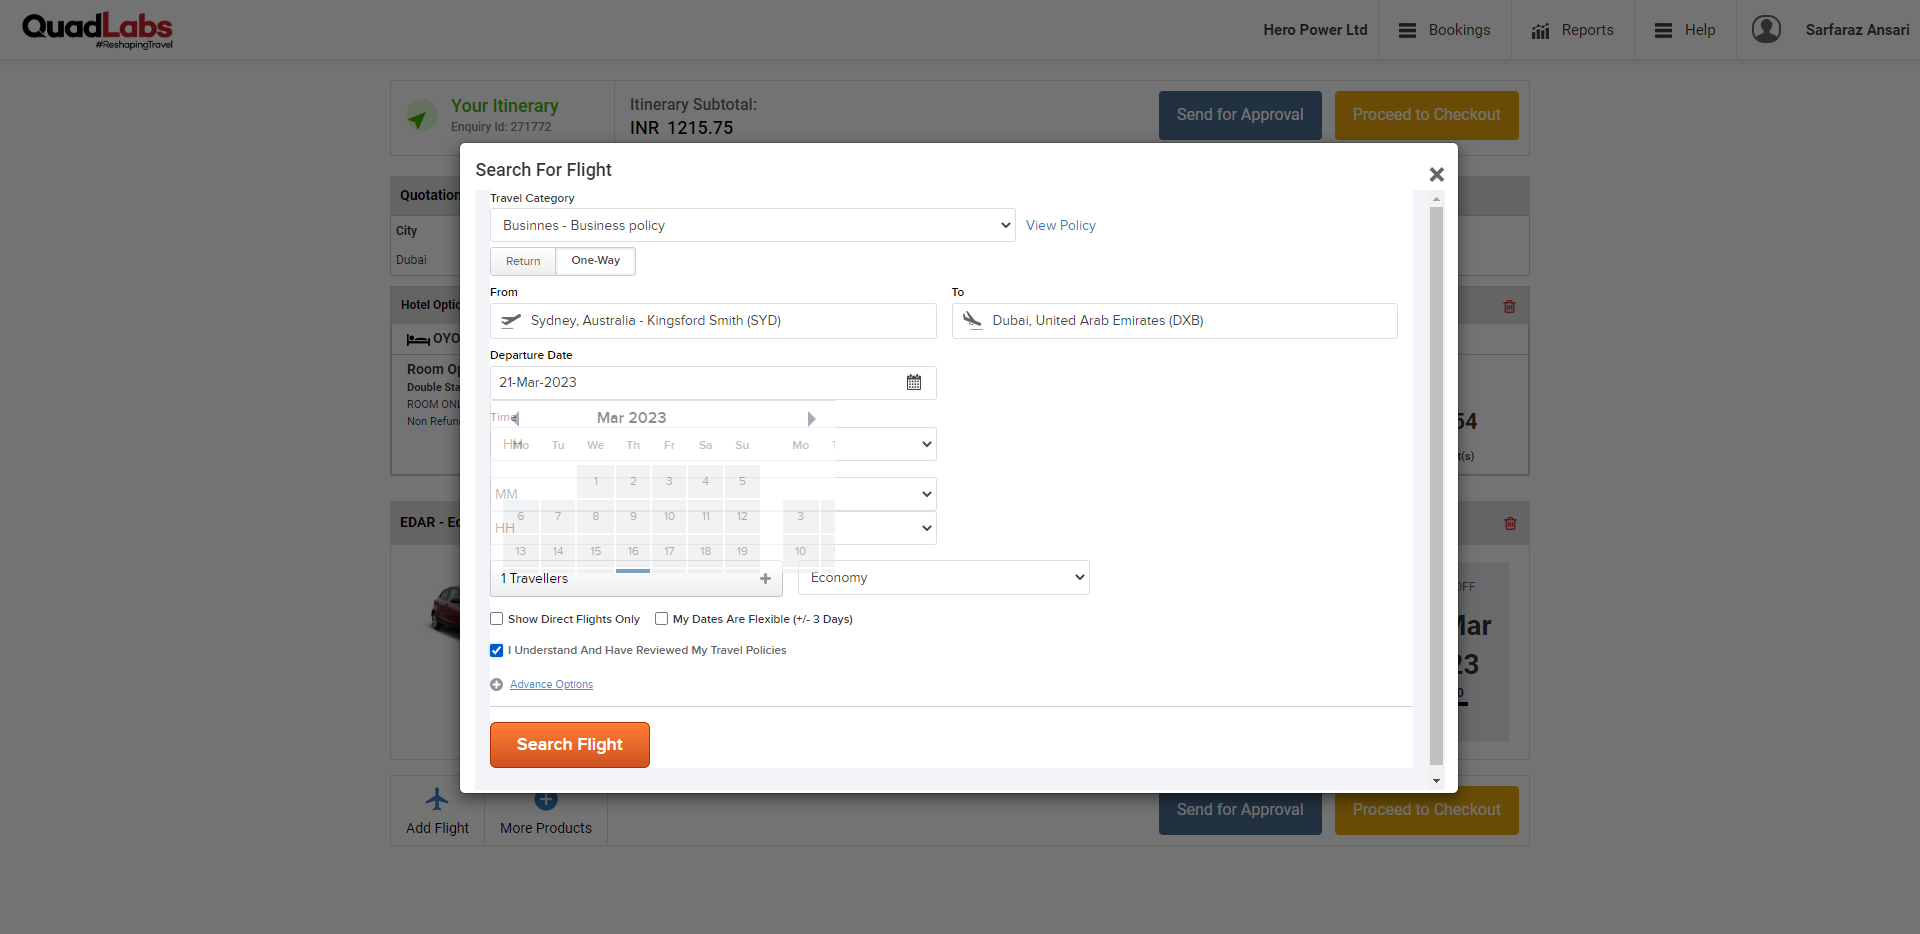 QuadLabs
#ReshapingTravel
Hero Power Ltd
Bookings
Reports
Help
Sarfaraz Ansari
Your Itinerary
Enquiry Id: 271772
Itinerary Subtotal:
INR 1215.75
Send for Approval
Proceed to Checkout
Quotation
City
Dubai
Search For Flight
Travel Category
Businnes - Business policy
View Policy
Return
One-Way
From
To
Sydney, Australia - Kingsford Smith (SYD)
Dubai, United Arab Emirates (DXB)
Departure Date
21-Mar-2023
Time
Mar 2023
HH
Mo Tu We Th Fr Sa Su Mo
1 2 3 4 5
MM
6 7 8 9 10 11 12 3
HH
13 14 15 16 17 18 19 10
1 Travellers
Economy
Show Direct Flights Only
My Dates Are Flexible (+/- 3 Days)
I Understand And Have Reviewed My Travel Policies
Advance Options
Search Flight
Hotel
OYO
Room
Double
ROOM
Non
54
t(s)
EDAR -
OFF
Mar
23
Add Flight
More Products
Send for Approval
Proceed to Checkout